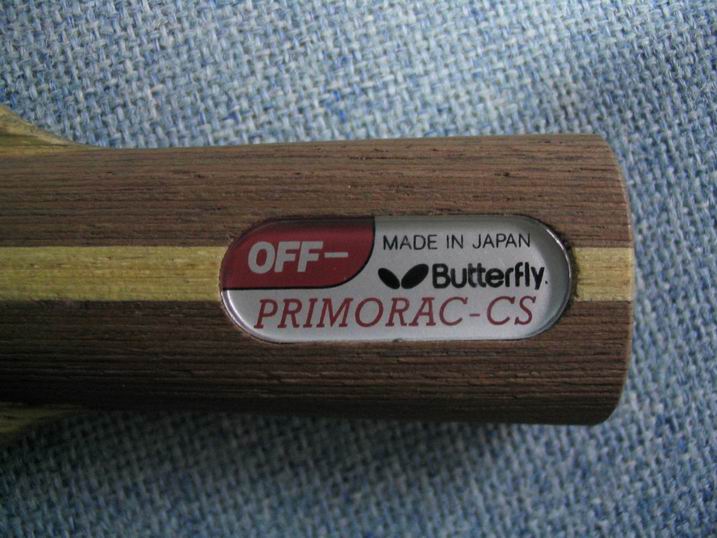 OFF−
MADE IN JAPAN
Butterfly.
PRIMORAC-CS